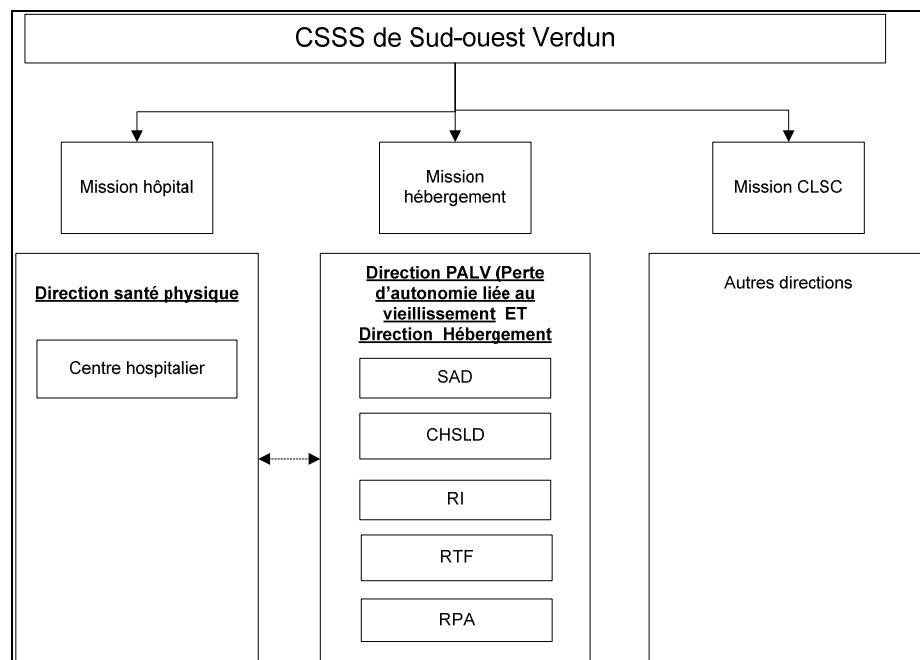 CSSS de Sud-ouest Verdun
Mission hôpital
Mission
hébergement
Mission CLSC
Direction santé physique
Centre hospitalier
Direction PALV (Perte
d'autonomie liée au
vieillissement ET
Direction Hébergement
SAD
CHSLD
RI
RTF
RPA
Autres directions